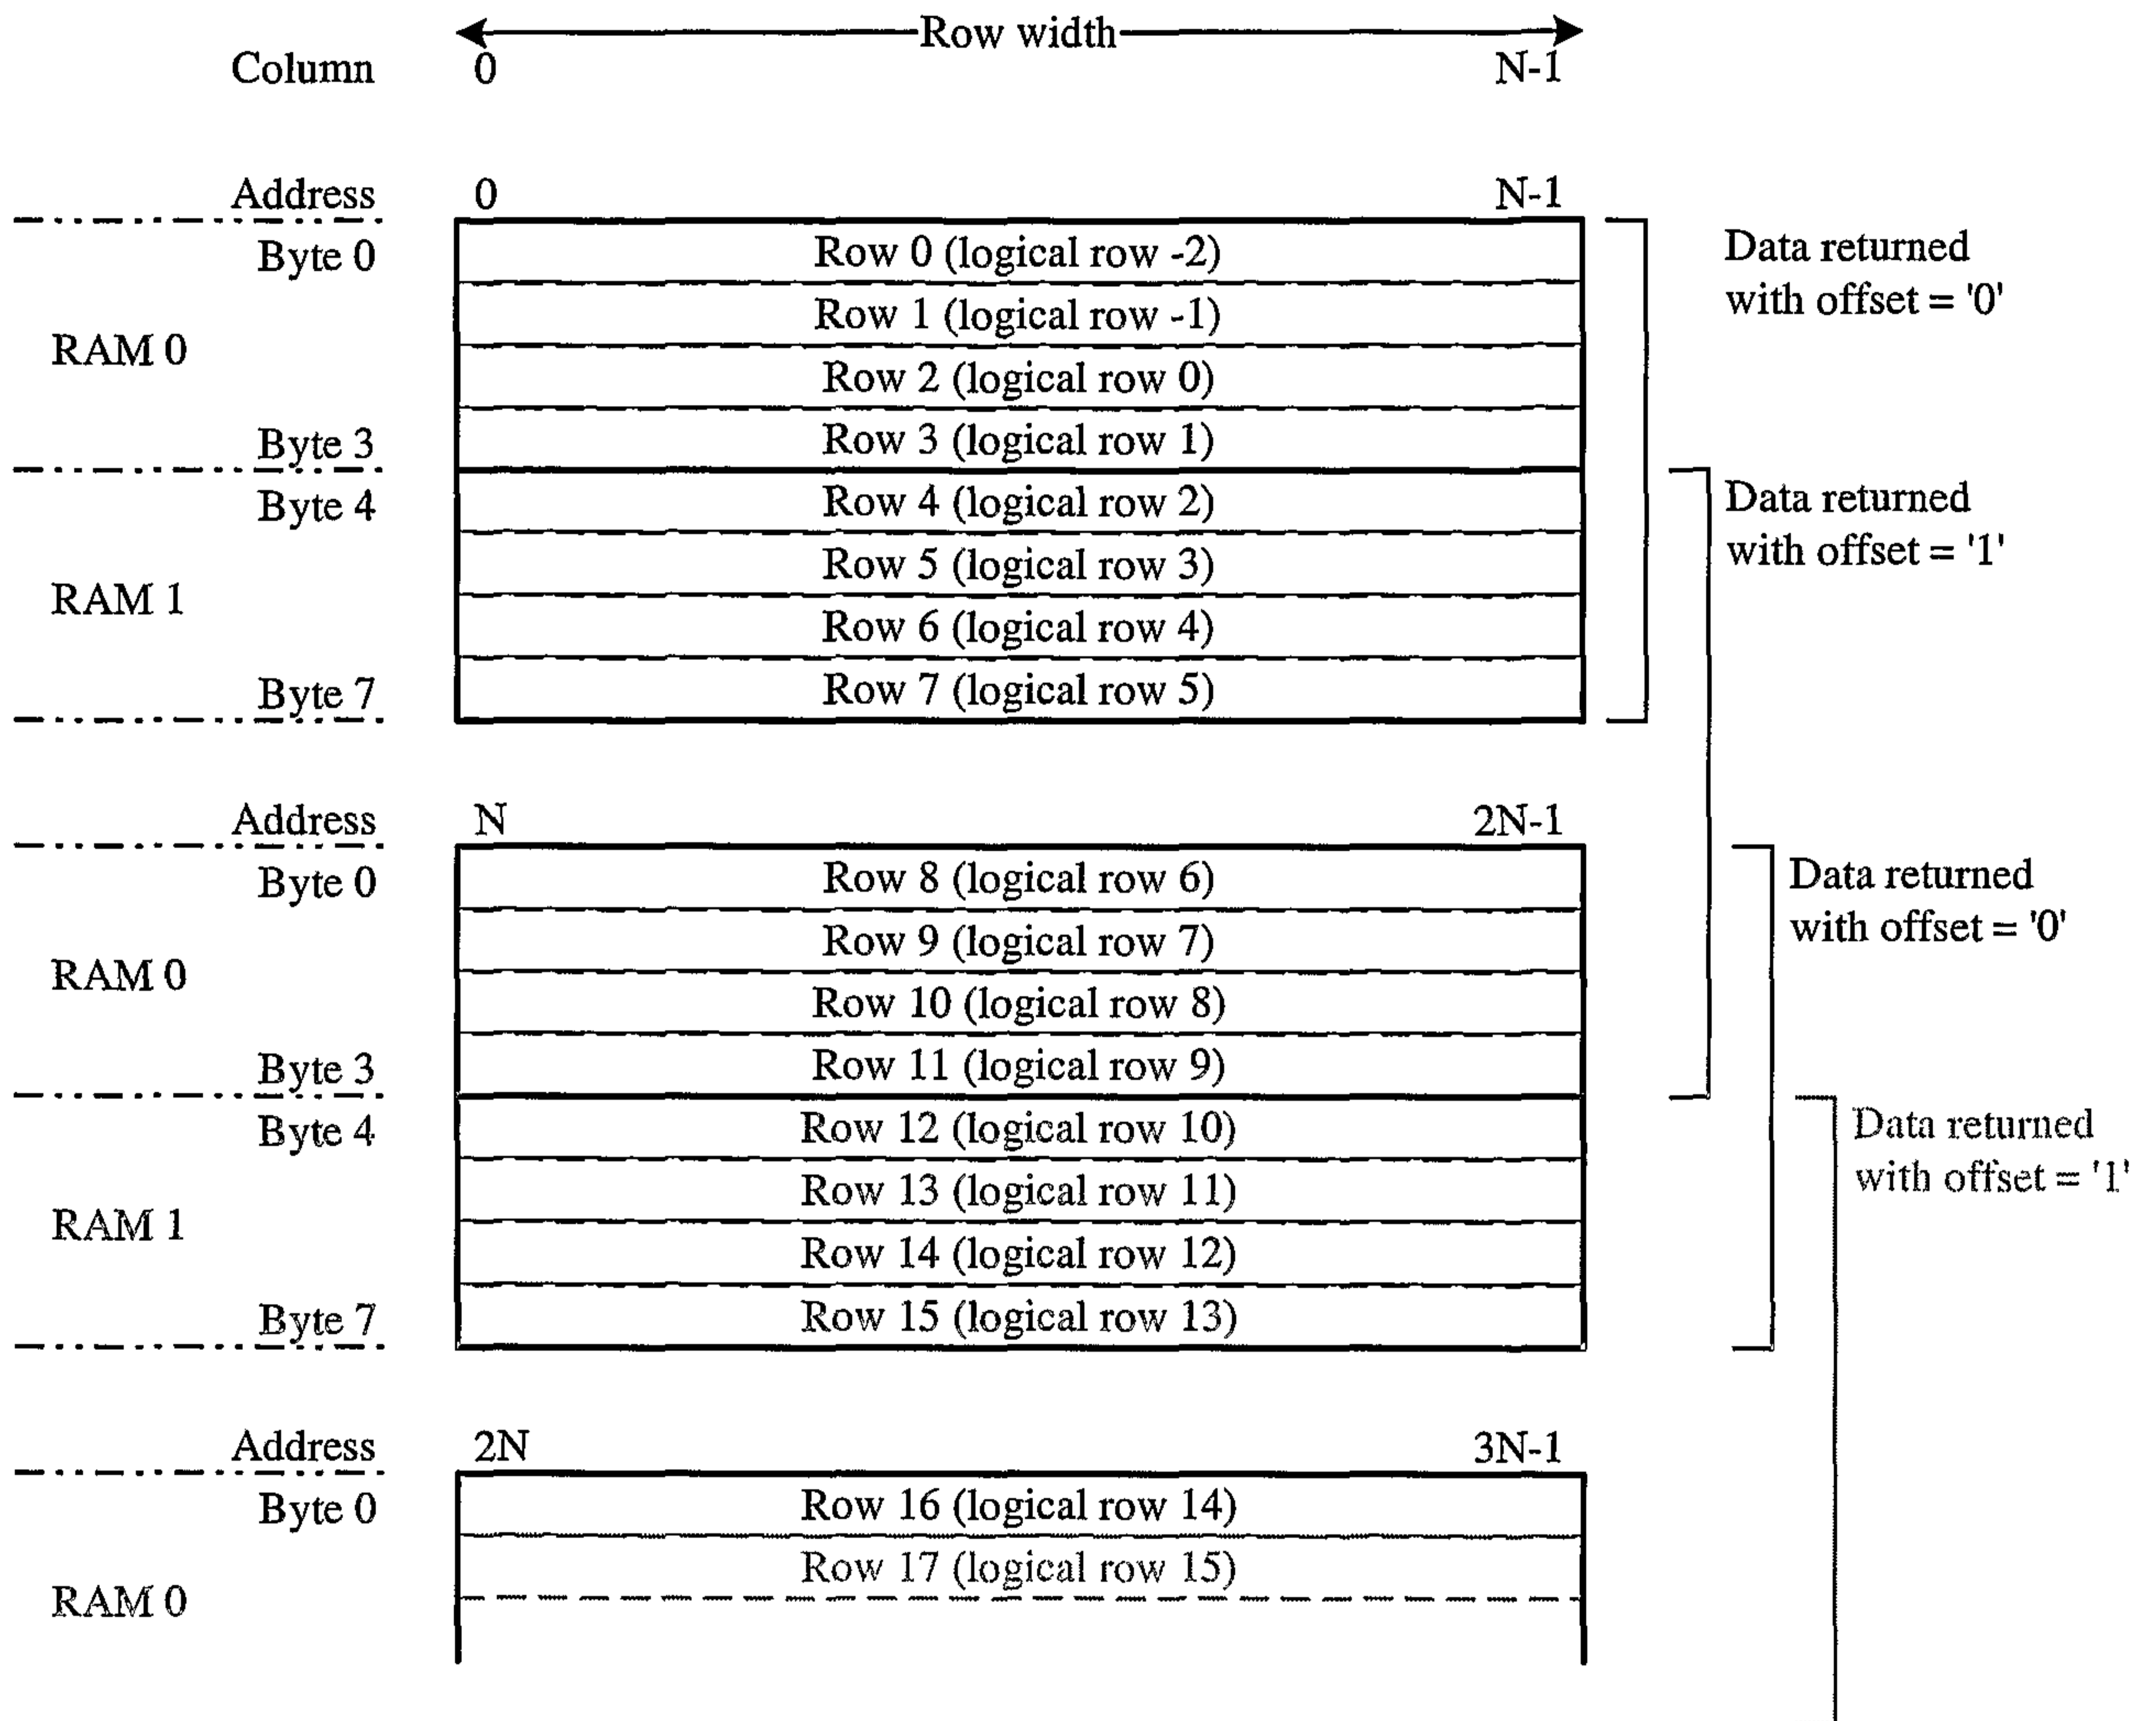 Row width
Column 0 N-1
Address 0 N-1
Byte 0 Row 0 (logical row -2) Data returned
with offset = '0'
Row 1 (logical row -1)
RAM 0 Row 2 (logical row 0)
Byte 3 Row 3 (logical row 1)
Byte 4 Row 4 (logical row 2) Data returned
with offset = '1'
Row 5 (logical row 3)
RAM 1 Row 6 (logical row 4)
Byte 7 Row 7 (logical row 5)
Address N 2N-1
Byte 0 Row 8 (logical row 6) Data returned
with offset = '0'
Row 9 (logical row 7)
RAM 0 Row 10 (logical row 8)
Byte 3 Row 11 (logical row 9)
Byte 4 Row 12 (logical row 10) Data returned
with offset = '1'
Row 13 (logical row 11)
RAM 1 Row 14 (logical row 12)
Byte 7 Row 15 (logical row 13)
Address 2N 3N-1
Byte 0 Row 16 (logical row 14)
Row 17 (logical row 15)
RAM 0